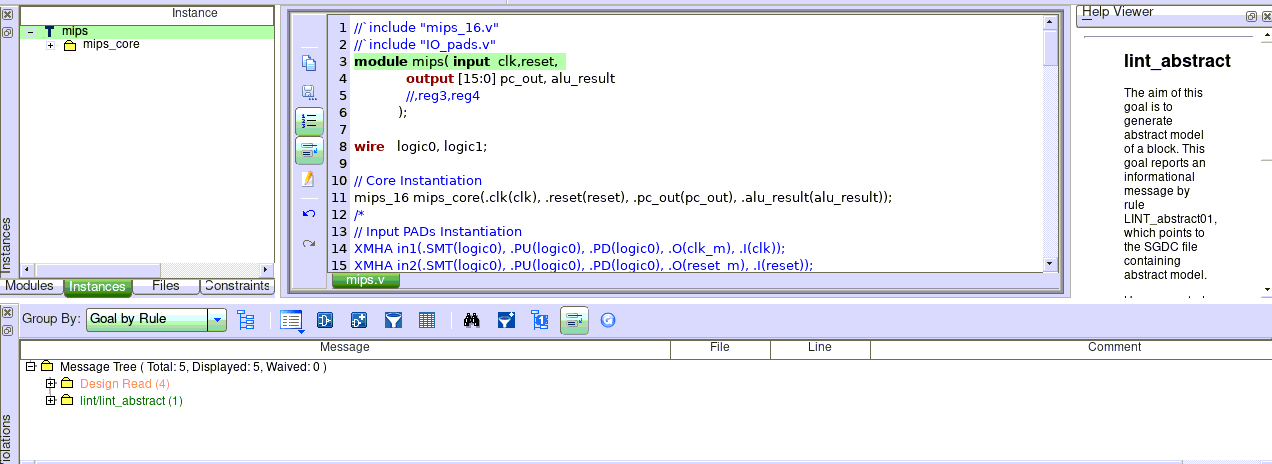 Instance
mips
mips_core
Instances
Modules
Instances
Files
Constraints
1 //`include "mips_16.v"
2 //`include "IO_pads.v"
3 module mips( input clk,reset,
4 output [15:0] pc_out, alu_result
5 //,reg3,reg4
6 );
7
8 wire logic0, logic1;
9
10 // Core Instantiation
11 mips_16 mips_core(.clk(clk), .reset(reset), .pc_out(pc_out), .alu_result(alu_result));
12 /*
13 // Input PADs Instantiation
14 XMHA in1(.SMT(logic0), .PU(logic0), .PD(logic0), .O(clk_m), .I(clk));
15 XMHA in2(.SMT(logic0), .PU(logic0), .PD(logic0), .O(reset_m), .I(reset));
mips.v
Help Viewer
lint_abstract
The aim of this
goal is to
generate
abstract model
of a block. This
goal reports an
informational
message by
rule
LINT_abstract01,
which points to
the SGDC file
containing
abstract model.
Group By: Goal by Rule
Message File Line Comment
Message Tree ( Total: 5, Displayed: 5, Waived: 0 )
Design Read (4)
lint/lint_abstract (1)
iolations